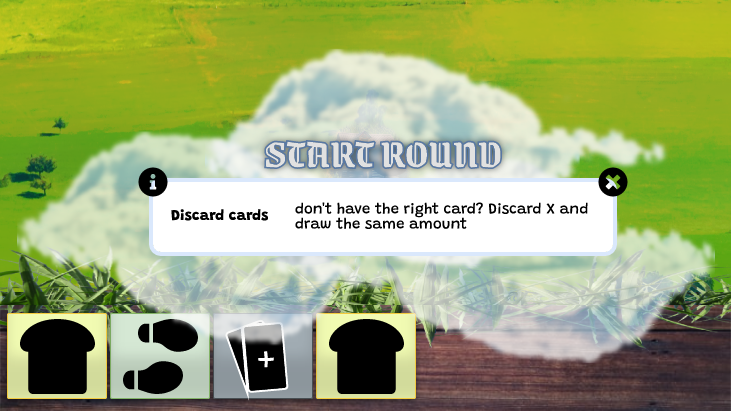 START ROUND
Discard cards
don't have the right card? Discard X and
draw the same amount